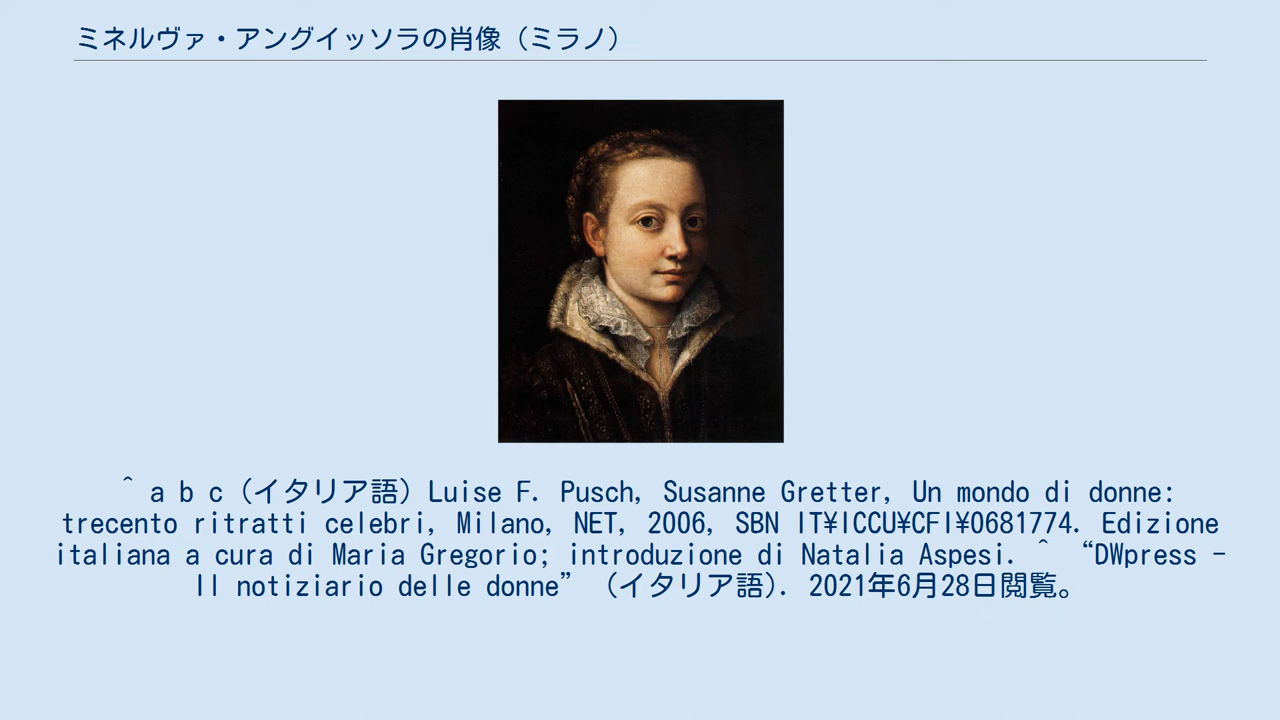 ミネルヴァ・アングイッソラの肖像（ミラノ）
^ a b c（イタリア語）Luise F. Pusch, Susanne Gretter, Un mondo di donne:
trecento ritratti celebri, Milano, NET, 2006, SBN IT¥ICCU¥CFI¥0681774. Edizione
italiana a cura di Maria Gregorio; introduzione di Natalia Aspesi. ^ “DWpress -
Il notiziario delle donne” （イタリア語）. 2021年6月28日閲覧。